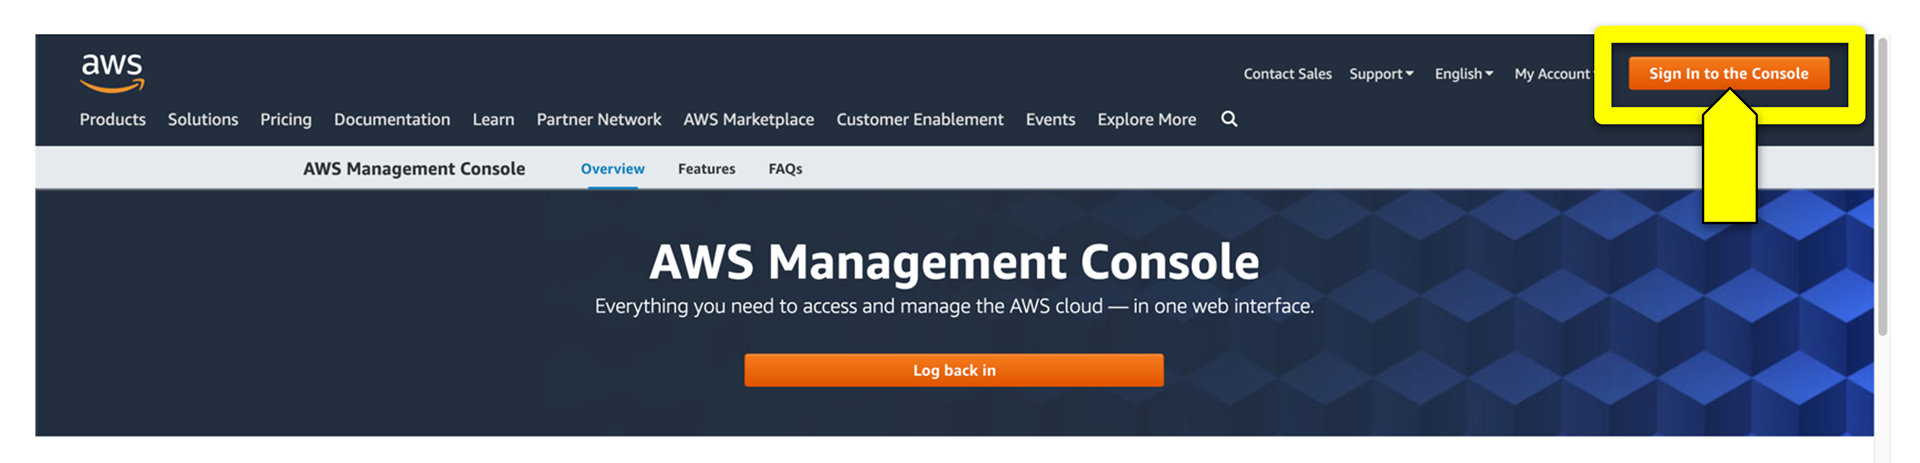 aws
Contact Sales Support English My Account Sign In to the Console
Products Solutions Pricing Documentation Learn Partner Network AWS Marketplace Customer Enablement Events Explore More
AWS Management Console Overview Features FAQs
AWS Management Console
Everything you need to access and manage the AWS cloud — in one web interface.
Log back in